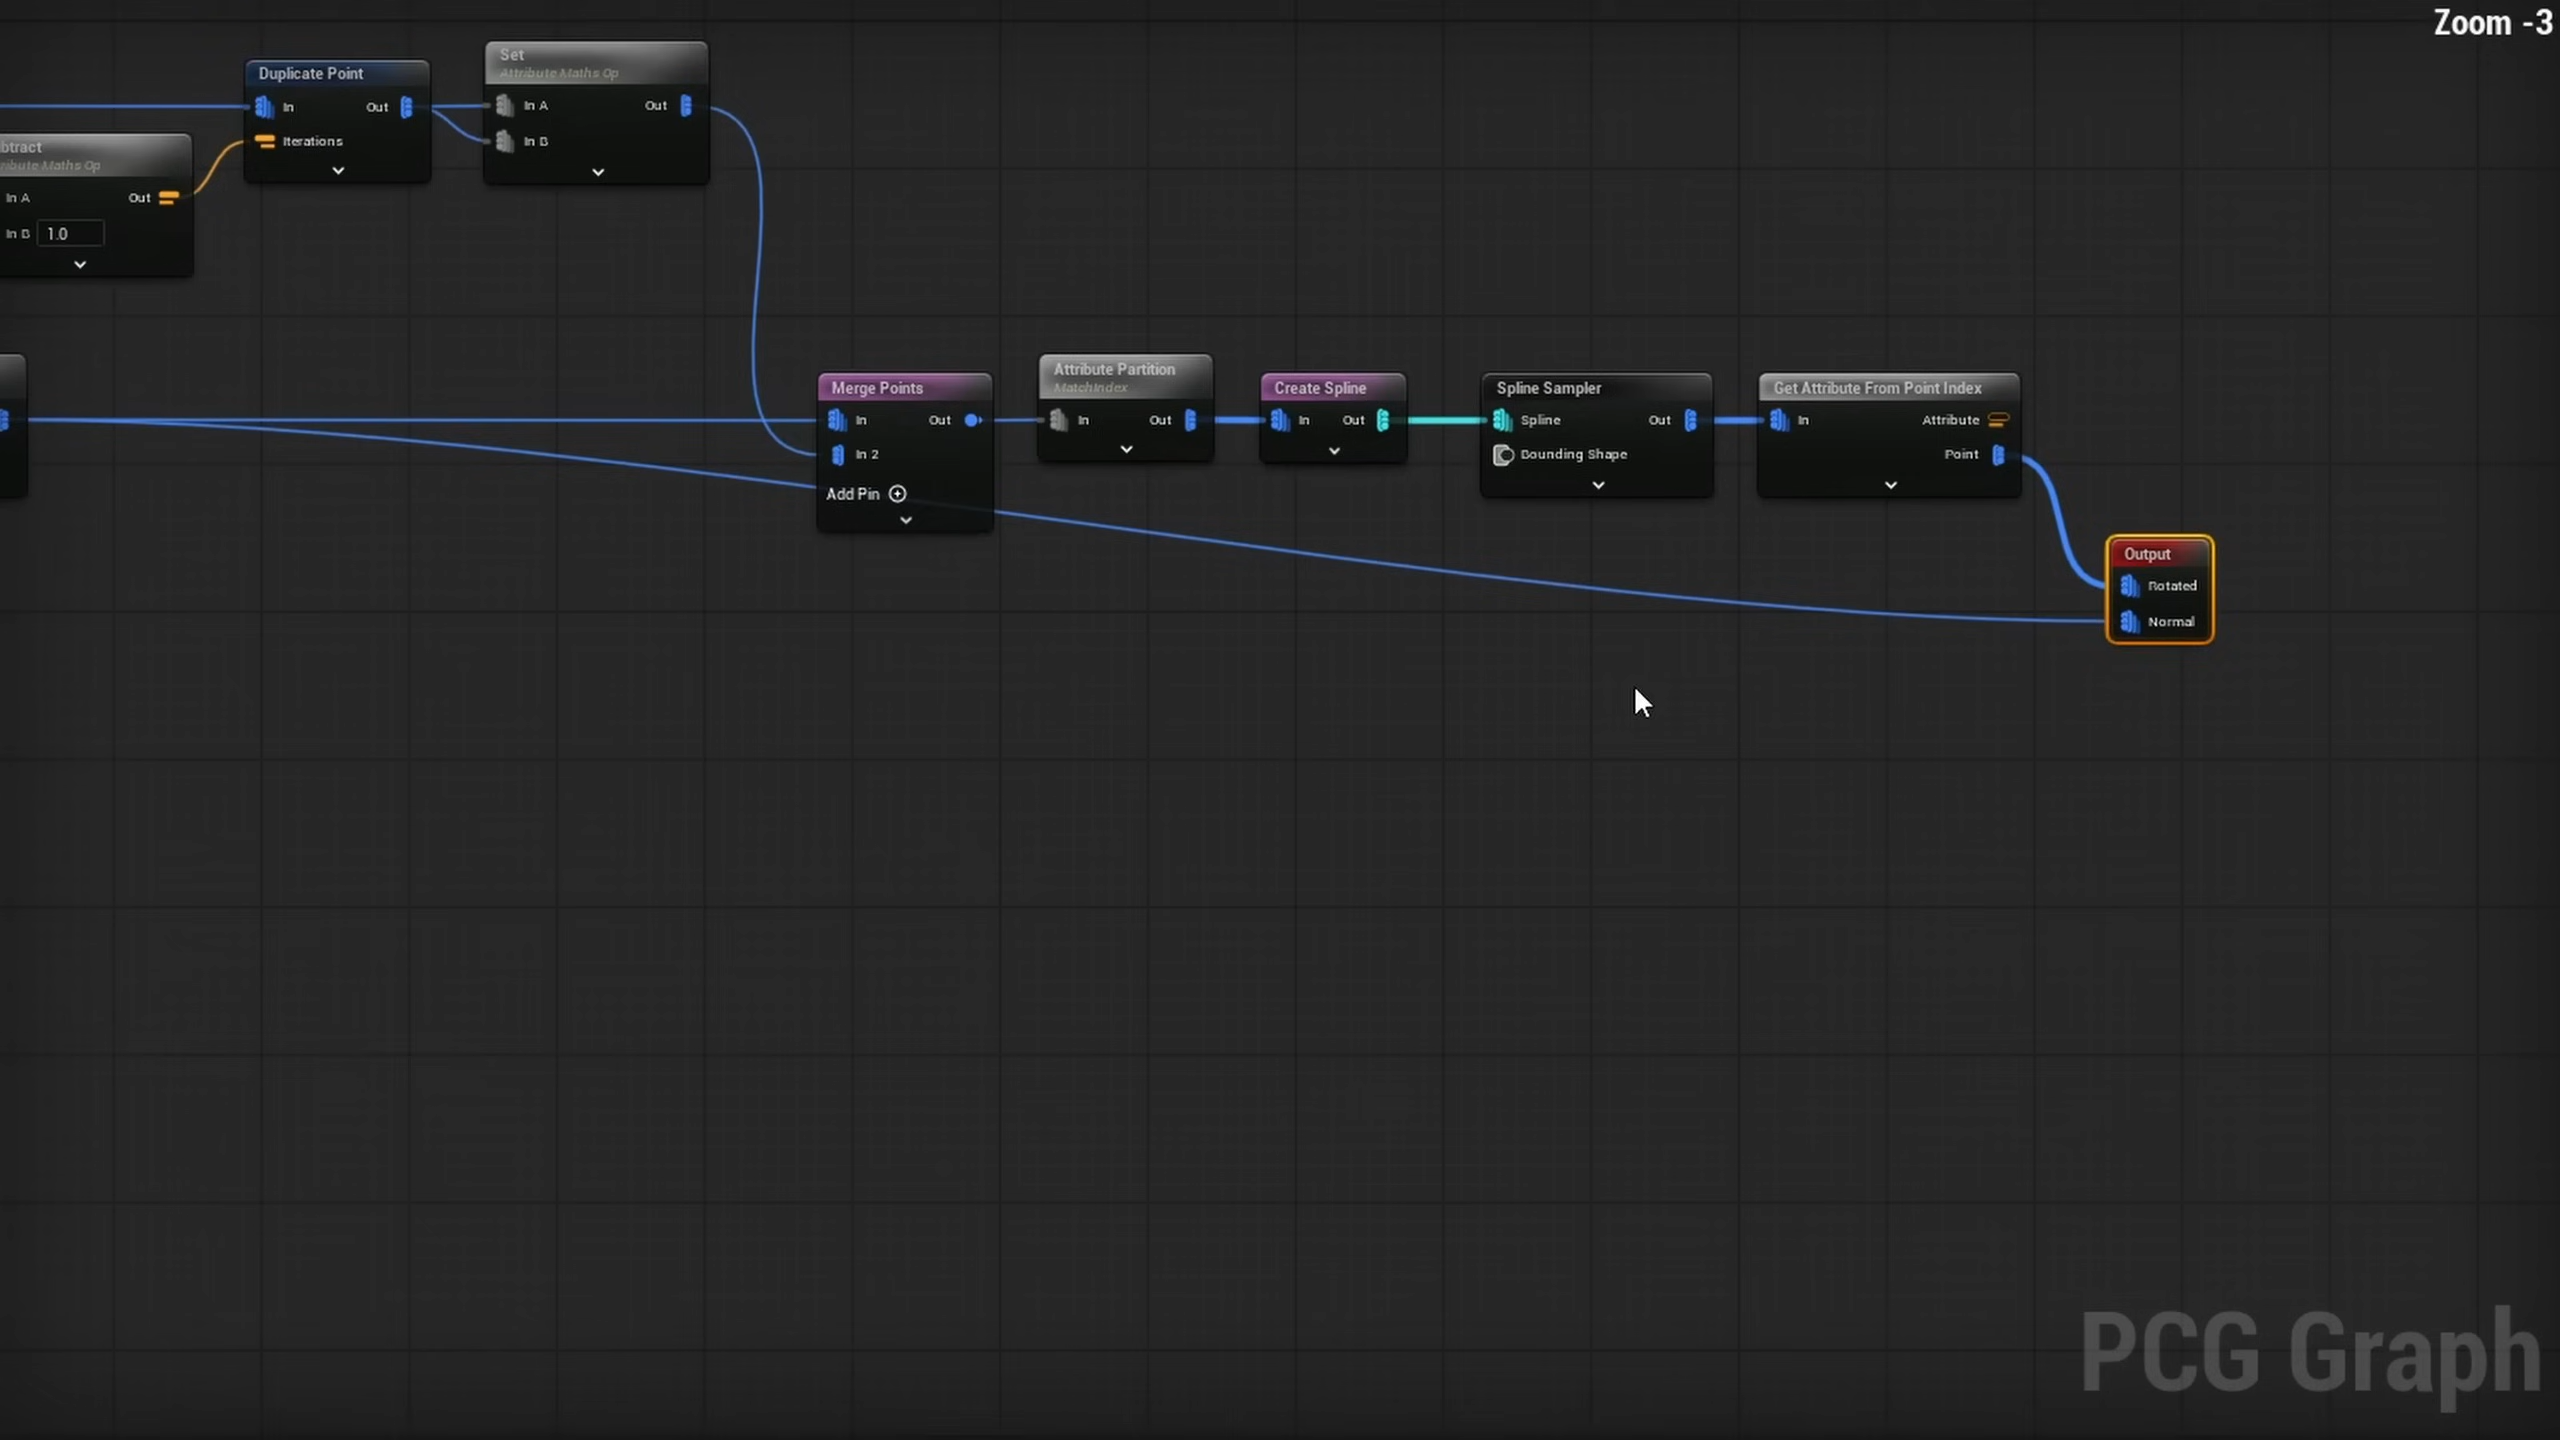 Zoom -3
Duplicate Point
In Out
Iterations
Set
Attribute Maths Op
In A Out
In B
btract
ribute Maths Op
In A Out
In B 1.0
Merge Points
In Out
In 2
Add Pin
Attribute Partition
MatchIndex
In Out
Create Spline
In Out
Spline Sampler
Spline Out
Bounding Shape
Get Attribute From Point Index
In Attribute
Point
Output
Rotated
Normal
PCG Graph